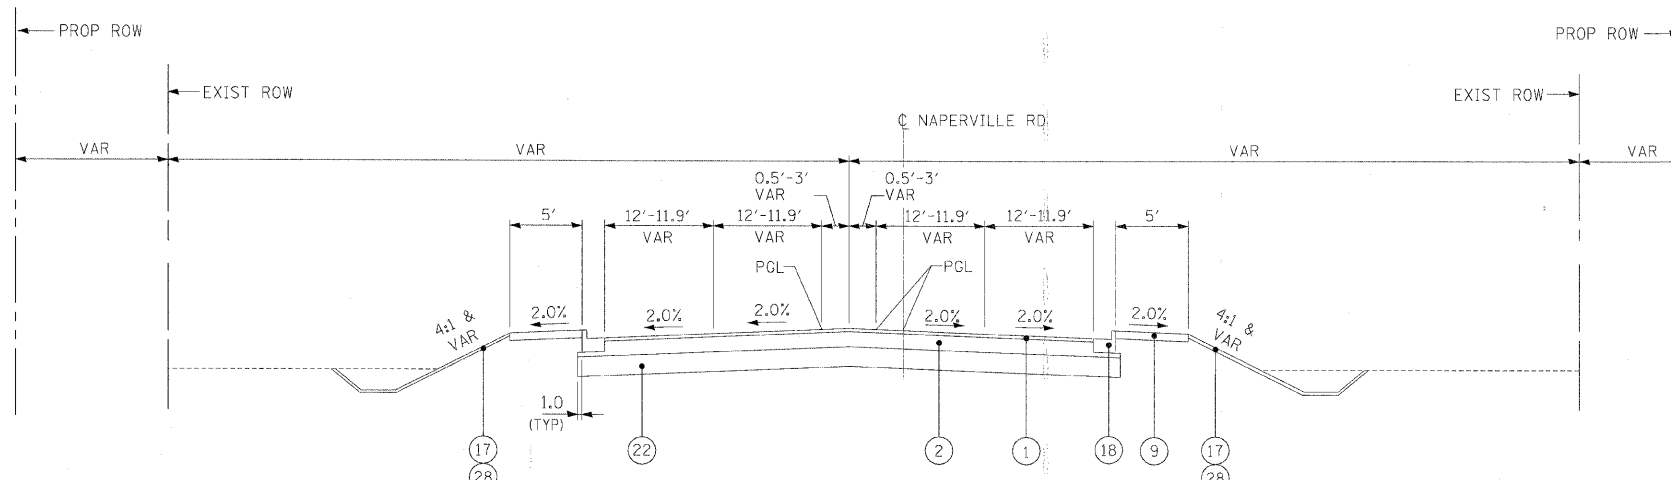 PROP ROW
PROP ROW
EXIST ROW
EXIST ROW
℄ NAPERVILLE RD
VAR
VAR
VAR
VAR
0.5'-3'
VAR
0.5'-3'
VAR
5'
12'-11.9'
VAR
12'-11.9'
VAR
12'-11.9'
VAR
12'-11.9'
VAR
5'
PGL
PGL
4:1 &
VAR
2.0%
2.0%
2.0%
2.0%
2.0%
2.0%
4:1 &
VAR
1.0
(TYP)
17
28
22
2
1
18
9
17
28